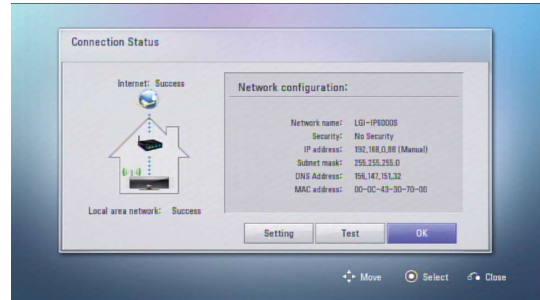 Connection Status
Internet: Success
Local area network: Success
Network configuration:
Network name: LGI-IP6000S
Security: No Security
IP address: 192,168,0,88 (Manual)
Subnet mask: 255,255,255,0
DNS Address: 156,147,151,32
MAC address: 00-0C-43-30-70-00
Setting
Test
OK
Move
Select
Close